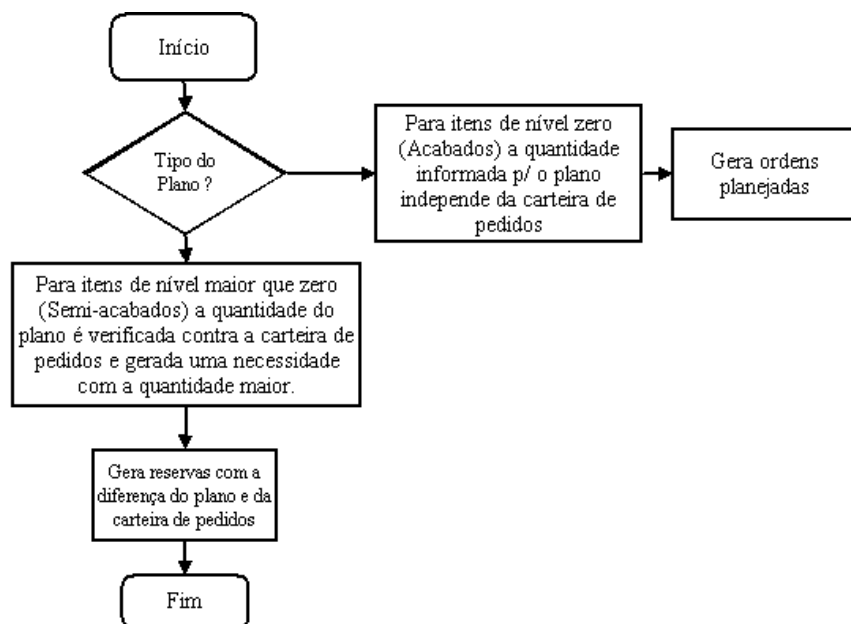 Início
Tipo do
Plano ?
Para itens de nível zero
(Acabados) a quantidade
informada p/ o plano
independe da carteira de
pedidos
Gera ordens
planejadas
Para itens de nível maior que zero
(Semi-acabados) a quantidade do
plano é verificada contra a carteira de
pedidos e gerada uma necessidade
com a quantidade maior.
Gera reservas com a
diferença do plano e da
carteira de pedidos
Fim